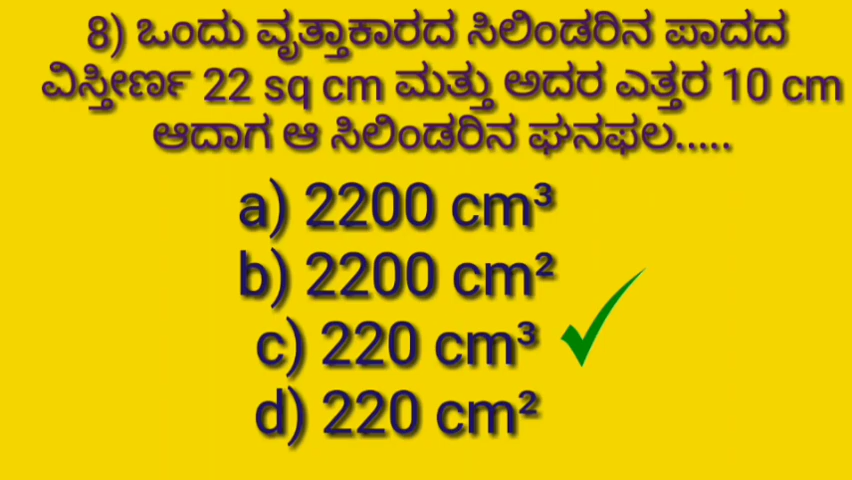 8) ಒಂದು ವೃತ್ತಾಕಾರದ ಸಿಲಿಂಡರಿನ ಪಾದದ
ವಿಸ್ತೀರ್ಣ 22 sq cm ಮತ್ತು ಅದರ ಎತ್ತರ 10 cm
ಆದಾಗ ಆ ಸಿಲಿಂಡರಿನ ಘನಫಲ.....
a) 2200 cm³
b) 2200 cm²
c) 220 cm³
d) 220 cm²